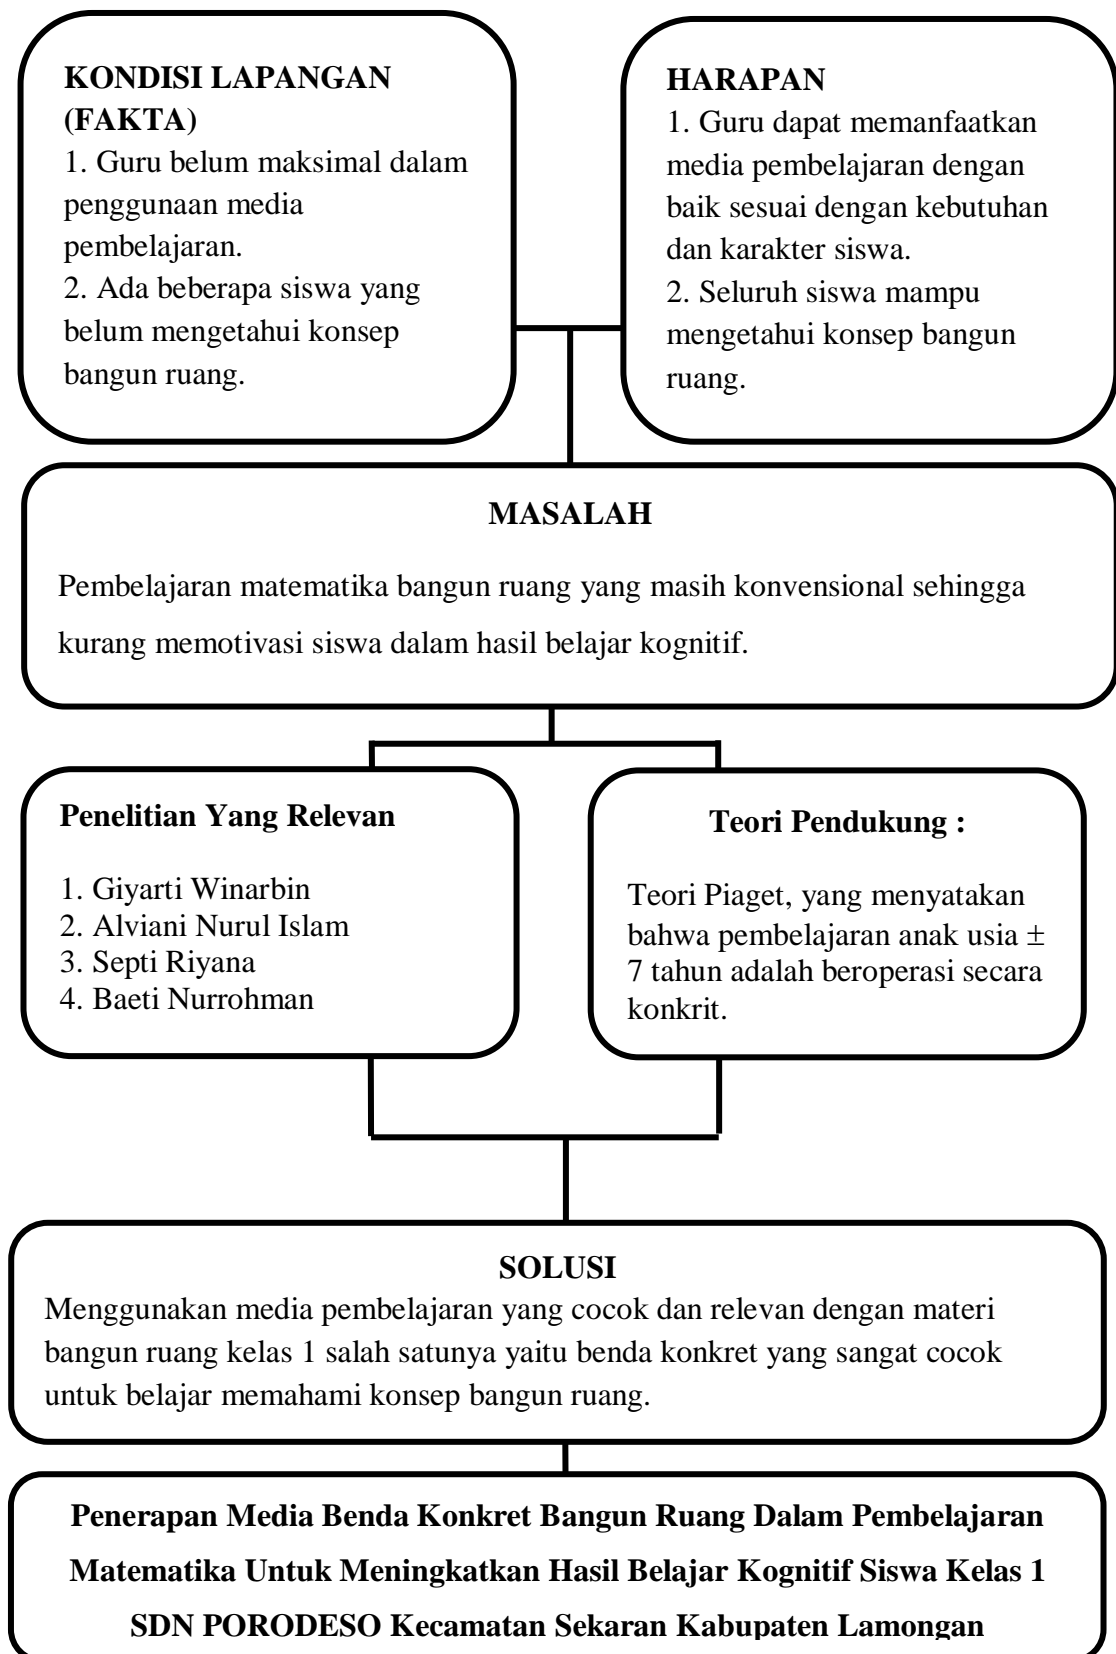 KONDISI LAPANGAN
(FAKTA)
1. Guru belum maksimal dalam
penggunaan media
pembelajaran.
2. Ada beberapa siswa yang
belum mengetahui konsep
bangun ruang.
HARAPAN
1. Guru dapat memanfaatkan
media pembelajaran dengan
baik sesuai dengan kebutuhan
dan karakter siswa.
2. Seluruh siswa mampu
mengetahui konsep bangun
ruang.
MASALAH
Pembelajaran matematika bangun ruang yang masih konvensional sehingga
kurang memotivasi siswa dalam hasil belajar kognitif.
Penelitian Yang Relevan
1. Giyarti Winarbin
2. Alviani Nurul Islam
3. Septi Riyana
4. Baeti Nurrohman
Teori Pendukung :
Teori Piaget, yang menyatakan
bahwa pembelajaran anak usia ±
7 tahun adalah beroperasi secara
konkrit.
SOLUSI
Menggunakan media pembelajaran yang cocok dan relevan dengan materi
bangun ruang kelas 1 salah satunya yaitu benda konkret yang sangat cocok
untuk belajar memahami konsep bangun ruang.
Penerapan Media Benda Konkret Bangun Ruang Dalam Pembelajaran
Matematika Untuk Meningkatkan Hasil Belajar Kognitif Siswa Kelas 1
SDN PORODESO Kecamatan Sekaran Kabupaten Lamongan